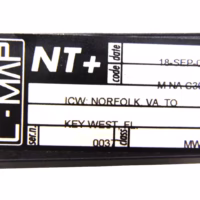 C-MAP
NT+
date
18-SEP-0
code
M-NA-C30
ICW NORFOLK, VA. TO
KEY WEST, FL.
ser.n.
0037
class
MW